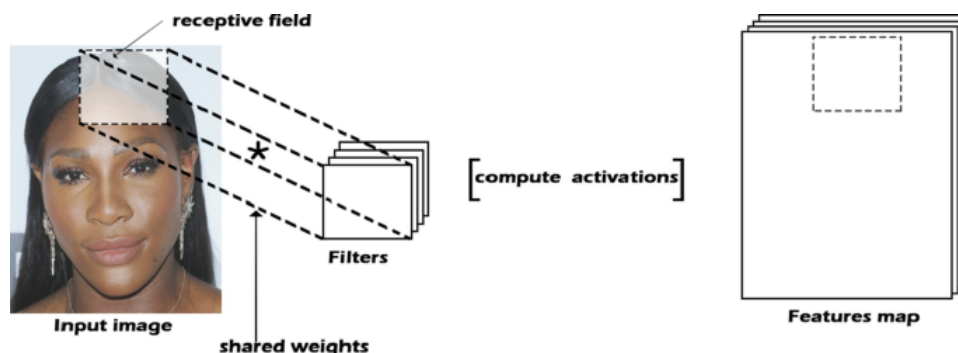 receptive field
*
[compute activations]
Filters
Input image
Features map
shared weights